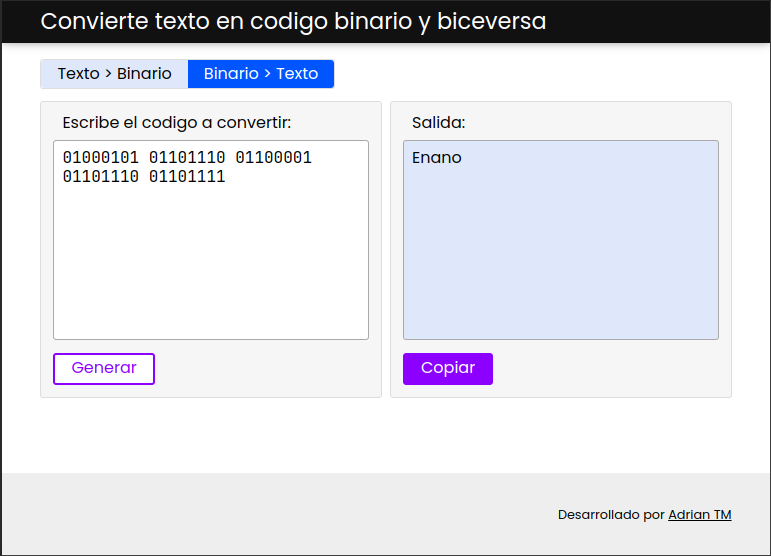 Convierte texto en codigo binario y biceversa
Texto > Binario
Binario > Texto
Escribe el codigo a convertir:
01000101 01101110 01100001
01101110 01101111
Generar
Salida:
Enano
Copiar
Desarrollado por Adrian TM